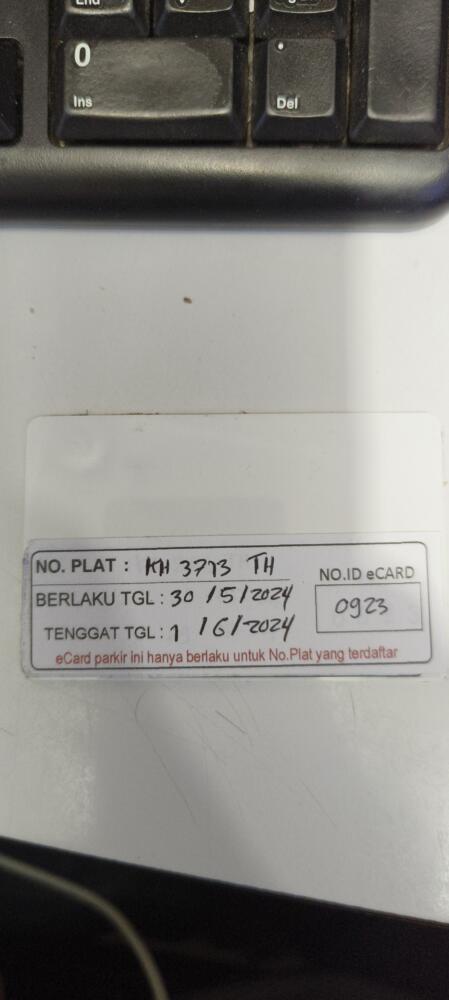 End
0
Ins
Del
NO. PLAT : KH 3773 TH
BERLAKU TGL : 30 / 5 / 2024
TENGGAT TGL : 1 / 6 / 2024
NO.ID eCARD
0923
eCard parkir ini hanya berlaku untuk No.Plat yang terdaftar